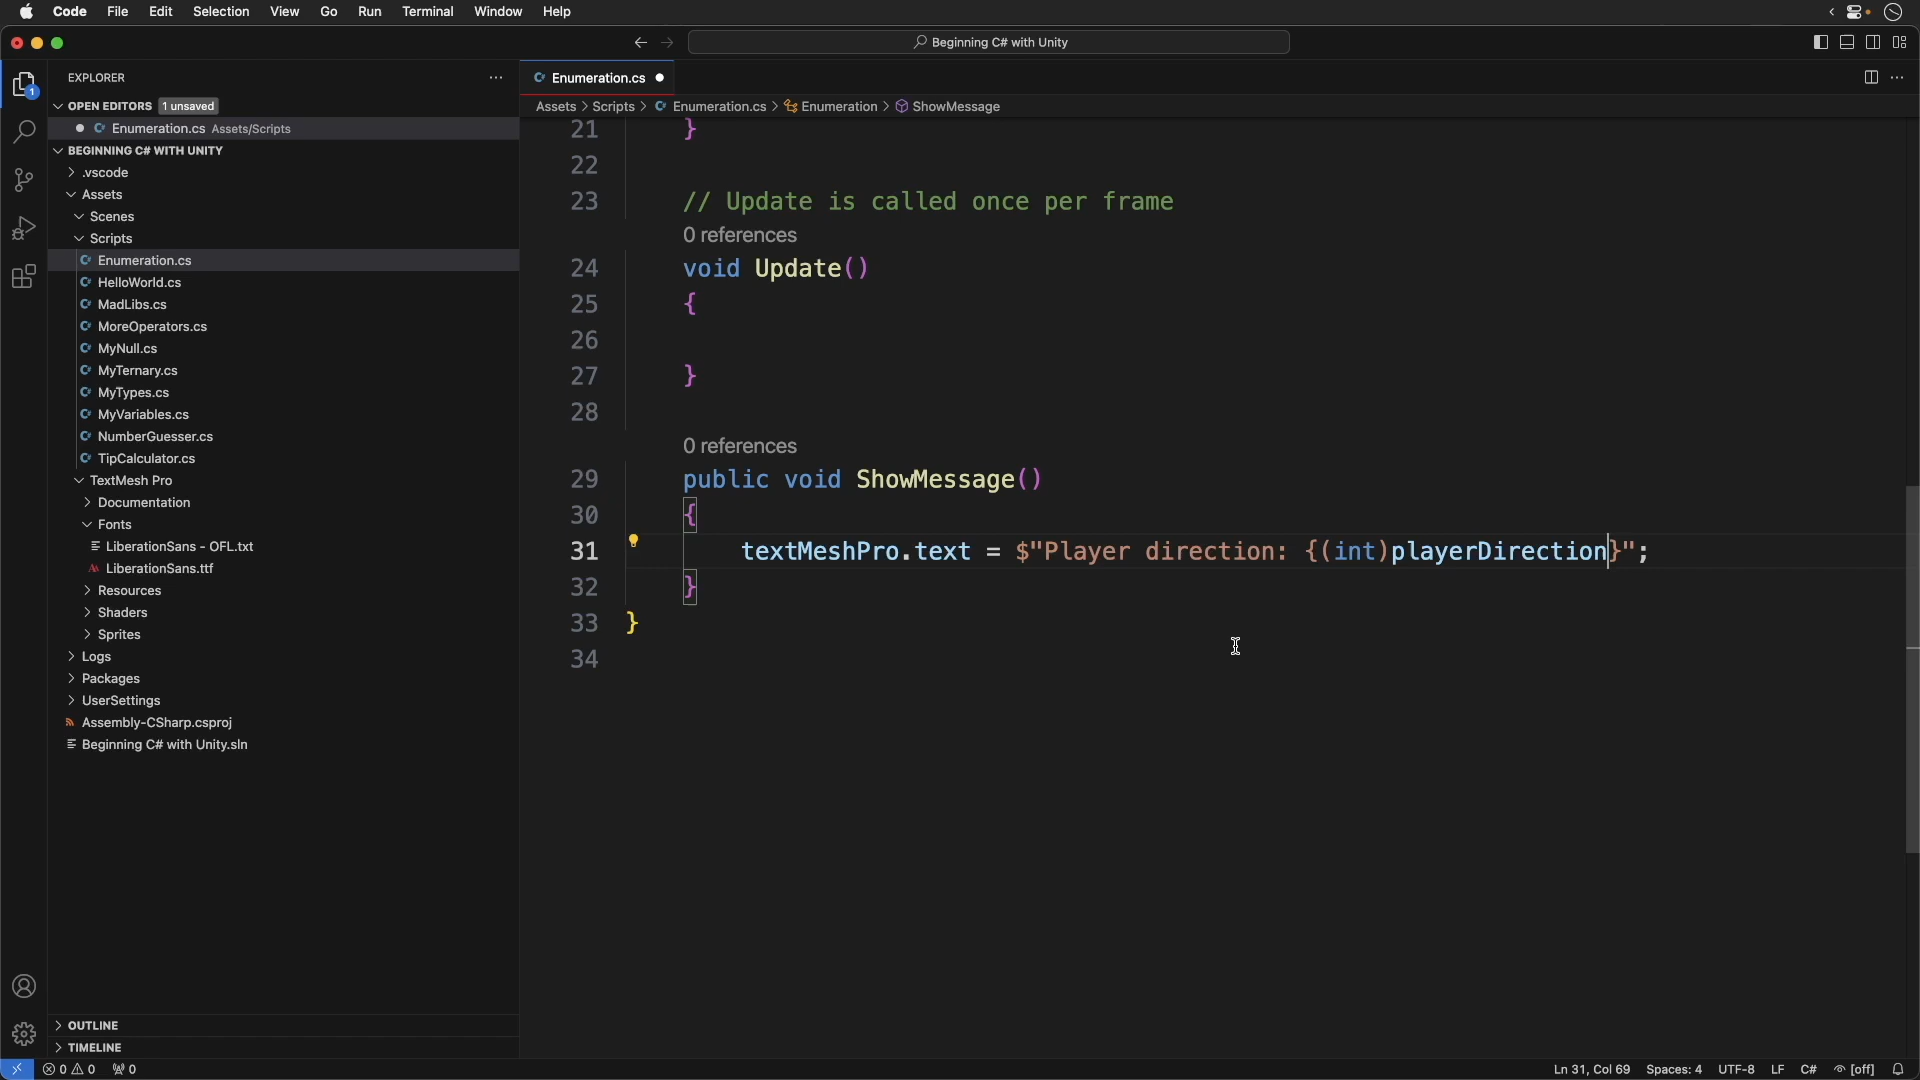 Code File Edit Selection View Go Run Terminal Window Help
Beginning C# with Unity
EXPLORER
OPEN EDITORS 1 unsaved
Enumeration.cs Assets/Scripts
BEGINNING C# WITH UNITY
.vscode
Assets
Scenes
Scripts
Enumeration.cs
HelloWorld.cs
MadLibs.cs
MoreOperators.cs
MyNull.cs
MyTernary.cs
MyTypes.cs
MyVariables.cs
NumberGuesser.cs
TipCalculator.cs
TextMesh Pro
Documentation
Fonts
LiberationSans - OFL.txt
LiberationSans.ttf
Resources
Shaders
Sprites
Logs
Packages
UserSettings
Assembly-CSharp.csproj
Beginning C# with Unity.sln
OUTLINE
TIMELINE
1
Enumeration.cs
Assets > Scripts > Enumeration.cs > Enumeration > ShowMessage
21 }
22
23 // Update is called once per frame
0 references
24 void Update()
25 {
26
27 }
28
0 references
29 public void ShowMessage()
30 {
31 textMeshPro.text = $"Player direction: {(int)playerDirection}";
32 }
33 }
34
0 0 0
Ln 31, Col 69 Spaces: 4 UTF-8 LF C# [off]